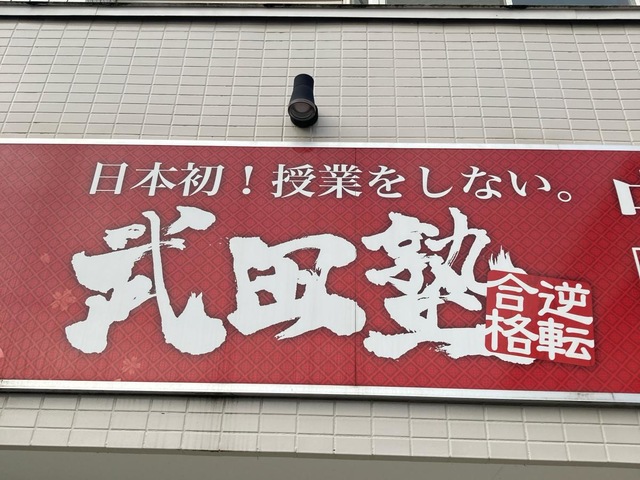 日本初！授業をしない。
武田塾
逆転
合格